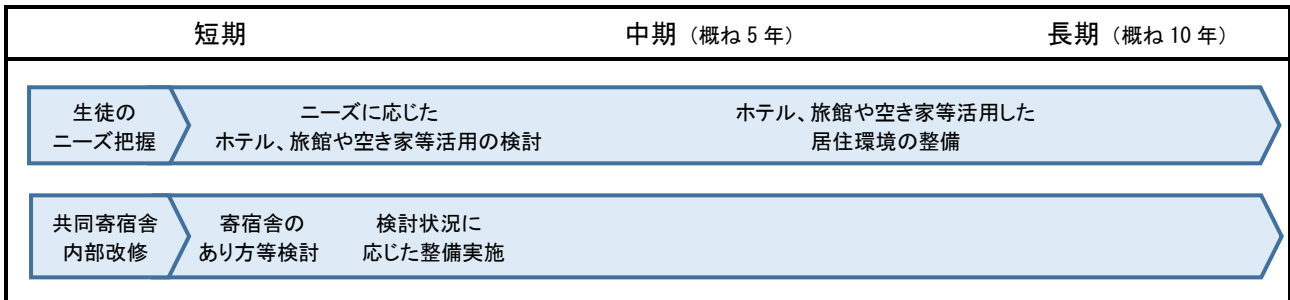 短期 中期（概ね5年） 長期（概ね10年）
生徒の
ニーズ把握
ニーズに応じた
ホテル、旅館や空き家等活用の検討
ホテル、旅館や空き家等活用した
居住環境の整備
共同寄宿舎
内部改修
寄宿舎の
あり方等検討
検討状況に
応じた整備実施